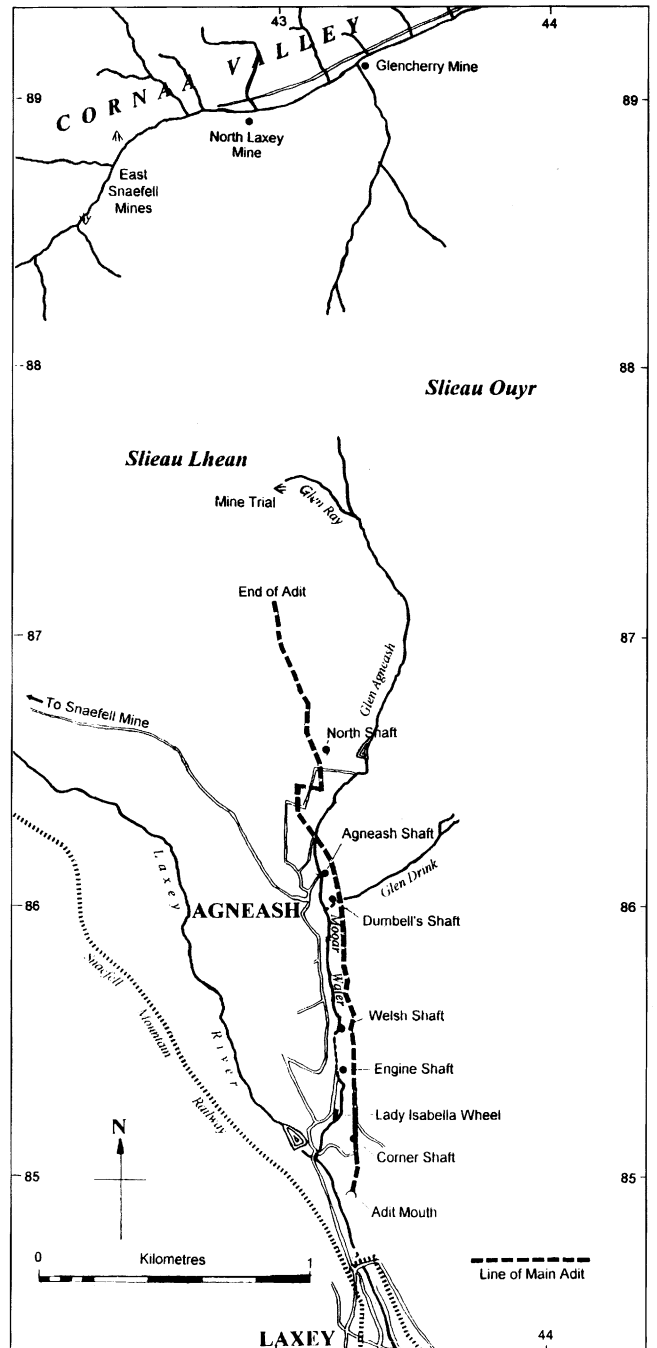 43
44
CORNAA VALLEY
Glencherry Mine
89
89
North Laxey
Mine
East
Snaefell
Mines
88
88
Slieau Ouyr
Slieau Lhean
Mine Trial
Glen Ray
End of Adit
87
87
Glen Agneash
To Snaefell Mine
North Shaft
Agneash Shaft
Glen Drink
Laxey River
AGNEASH
86
86
Dumbell's Shaft
Mooar Water
Snaefell Mountain Railway
Welsh Shaft
Engine Shaft
Lady Isabella Wheel
N
Corner Shaft
85
85
Adit Mouth
0
Kilometres
1
Line of Main Adit
LAXEY
44